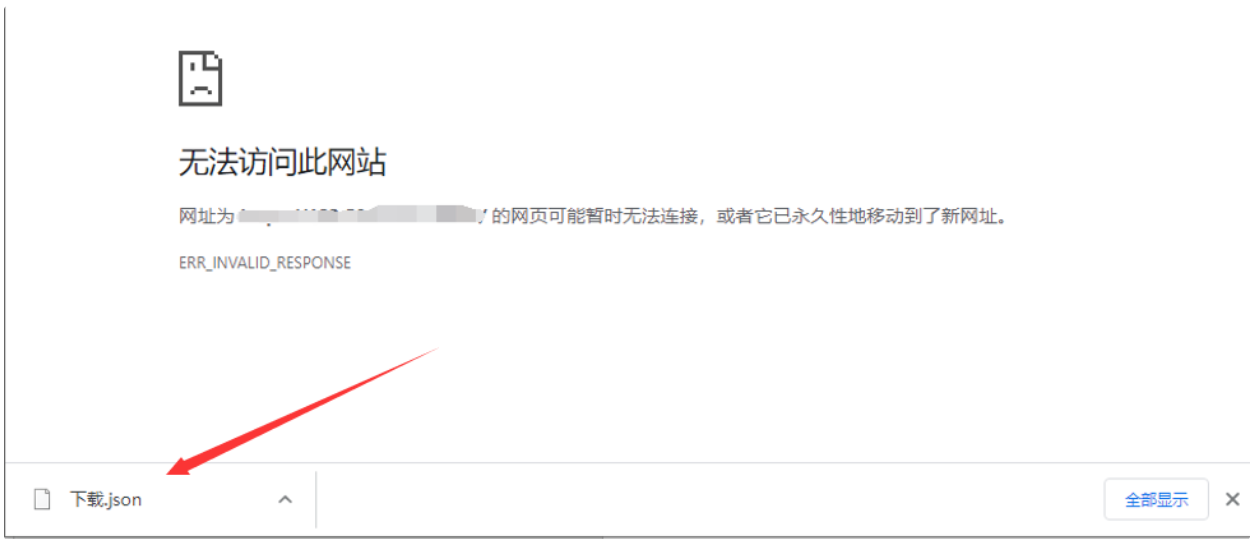 无法访问此网站
网址为 的网页可能暂时无法连接，或者它已永久性地移动到了新网址。
ERR_INVALID_RESPONSE
下载.json
全部显示